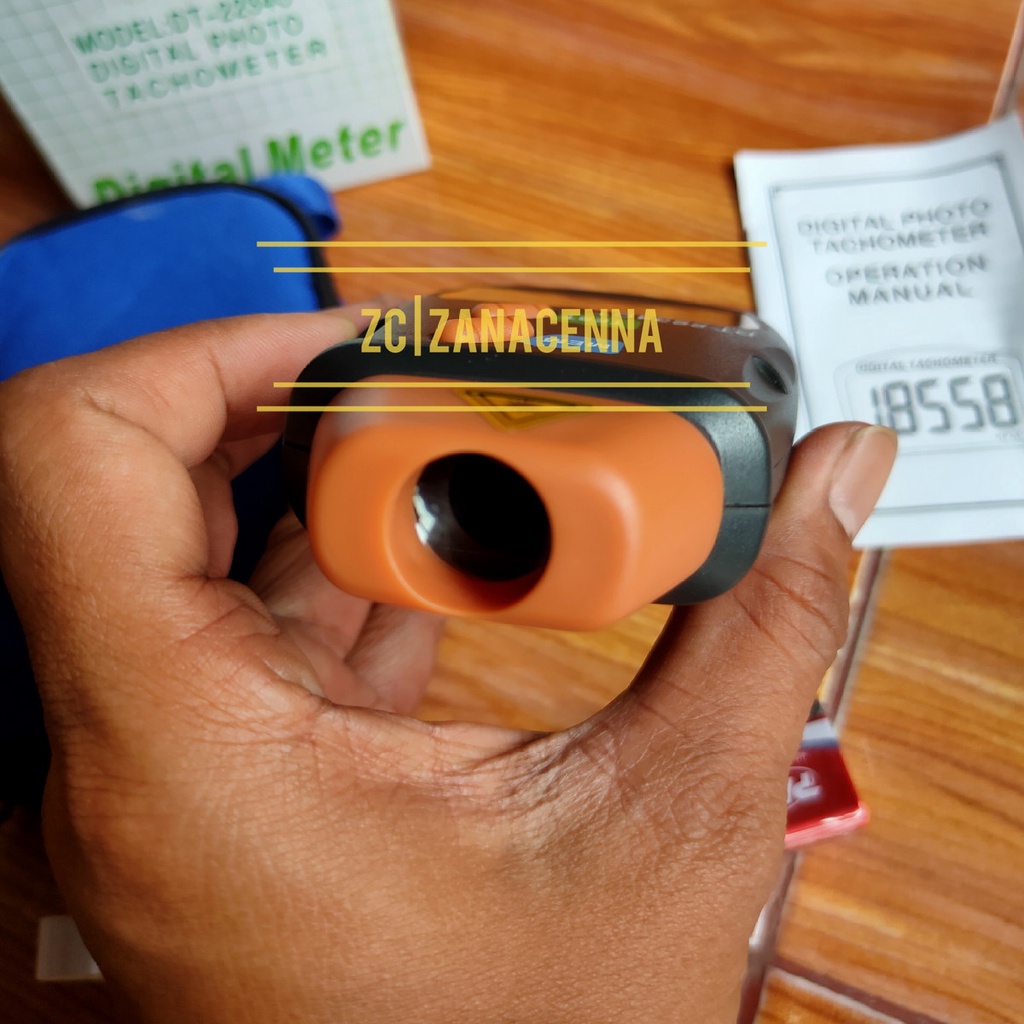 DIGITAL PHOTO
TACHOMETER
Digital Meter
ZC|ZANACENNA
DIGITAL PHOTO
TACHOMETER
OPERATION
MANUAL
DIGITAL TACHOMETER
18558